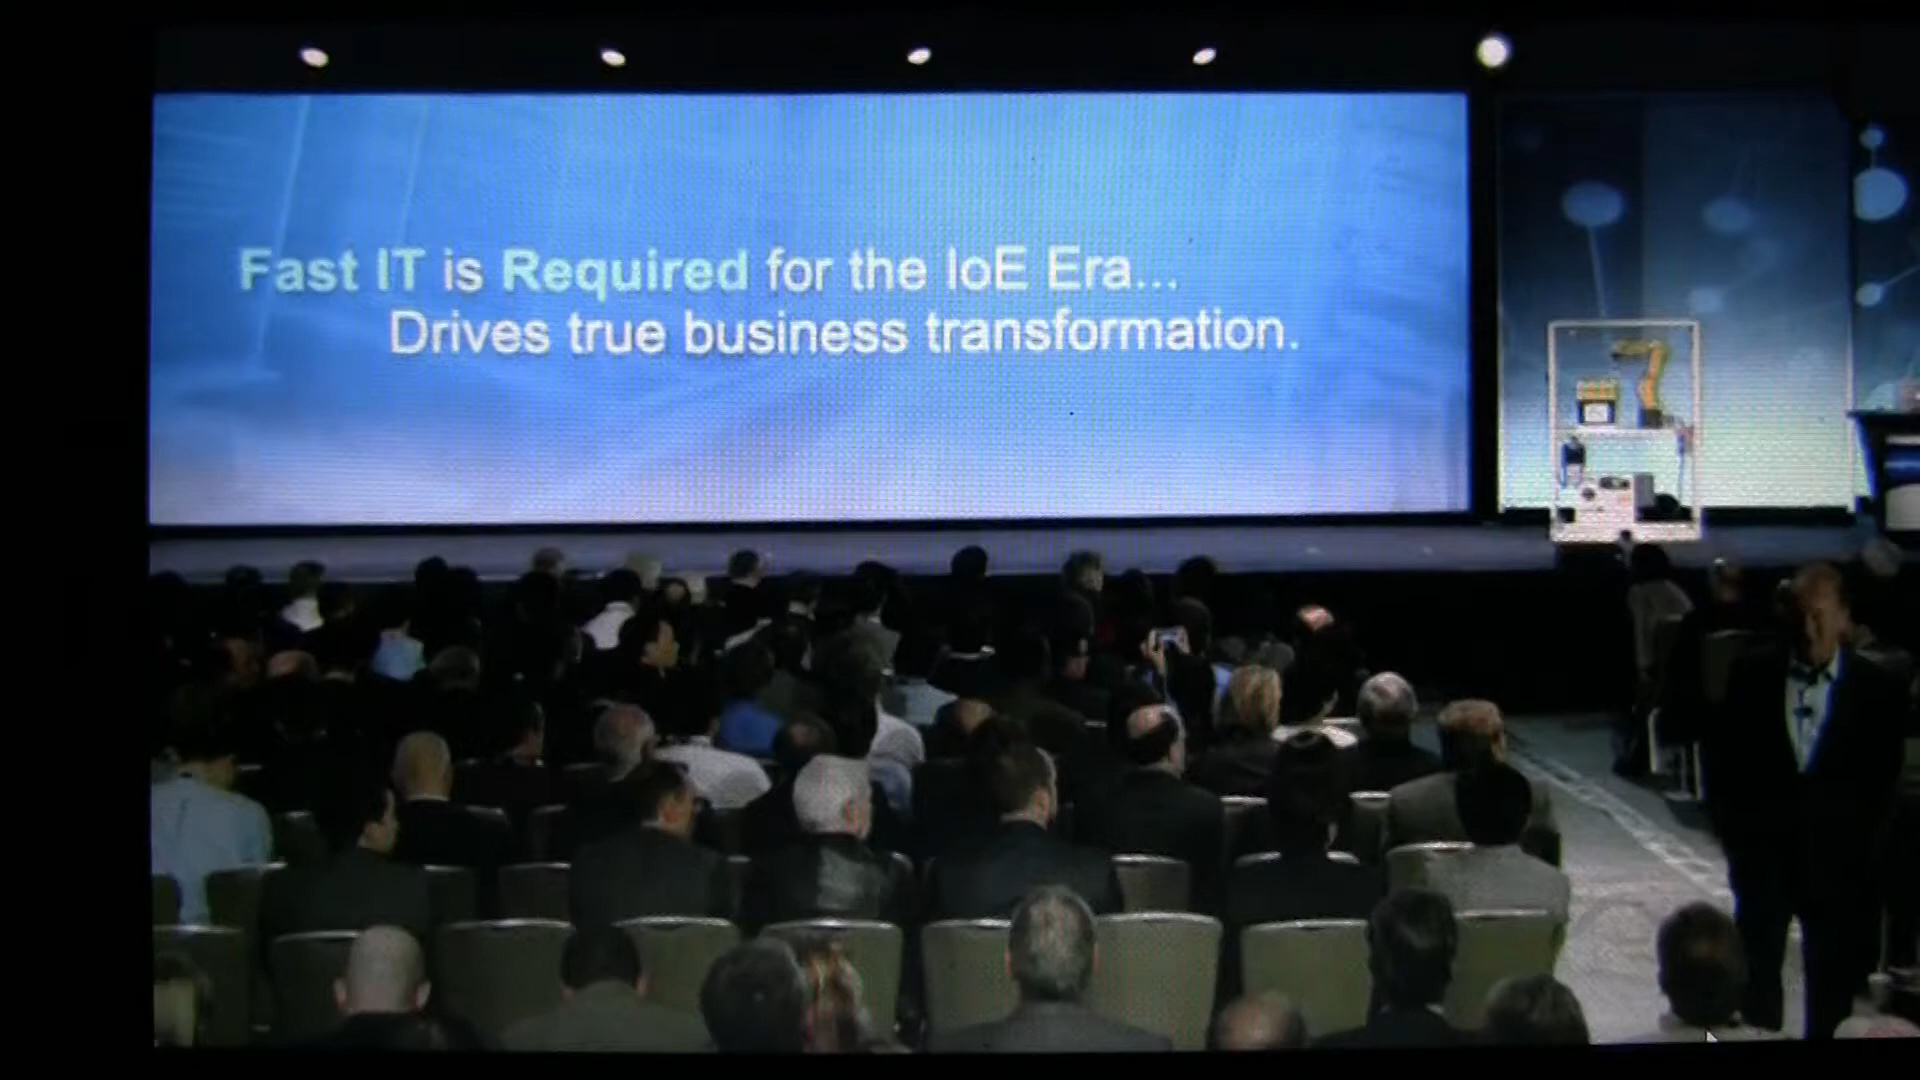 Fast IT is Required for the IoE Era...
Drives true business transformation.